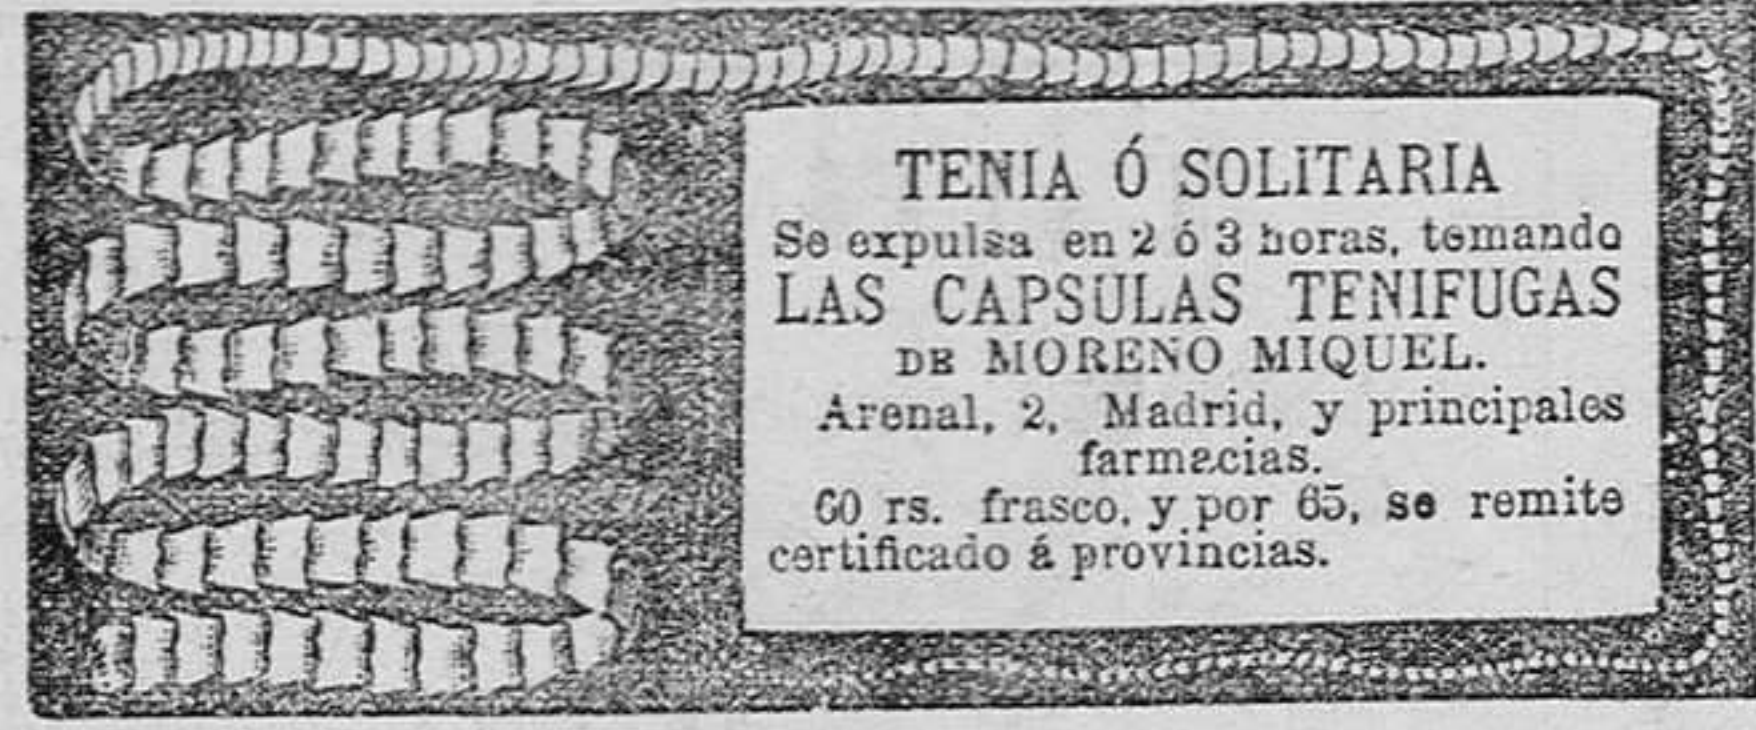 TENIA Ó SOLITARIA
Se expulsa en 2 ó 3 horas, tomando
LAS CAPSULAS TENIFUGAS
DE MORENO MIQUEL.
Arenal, 2, Madrid, y principales
farmacias.
60 rs. frasco, y por 65, se remite
certificado á provincias.